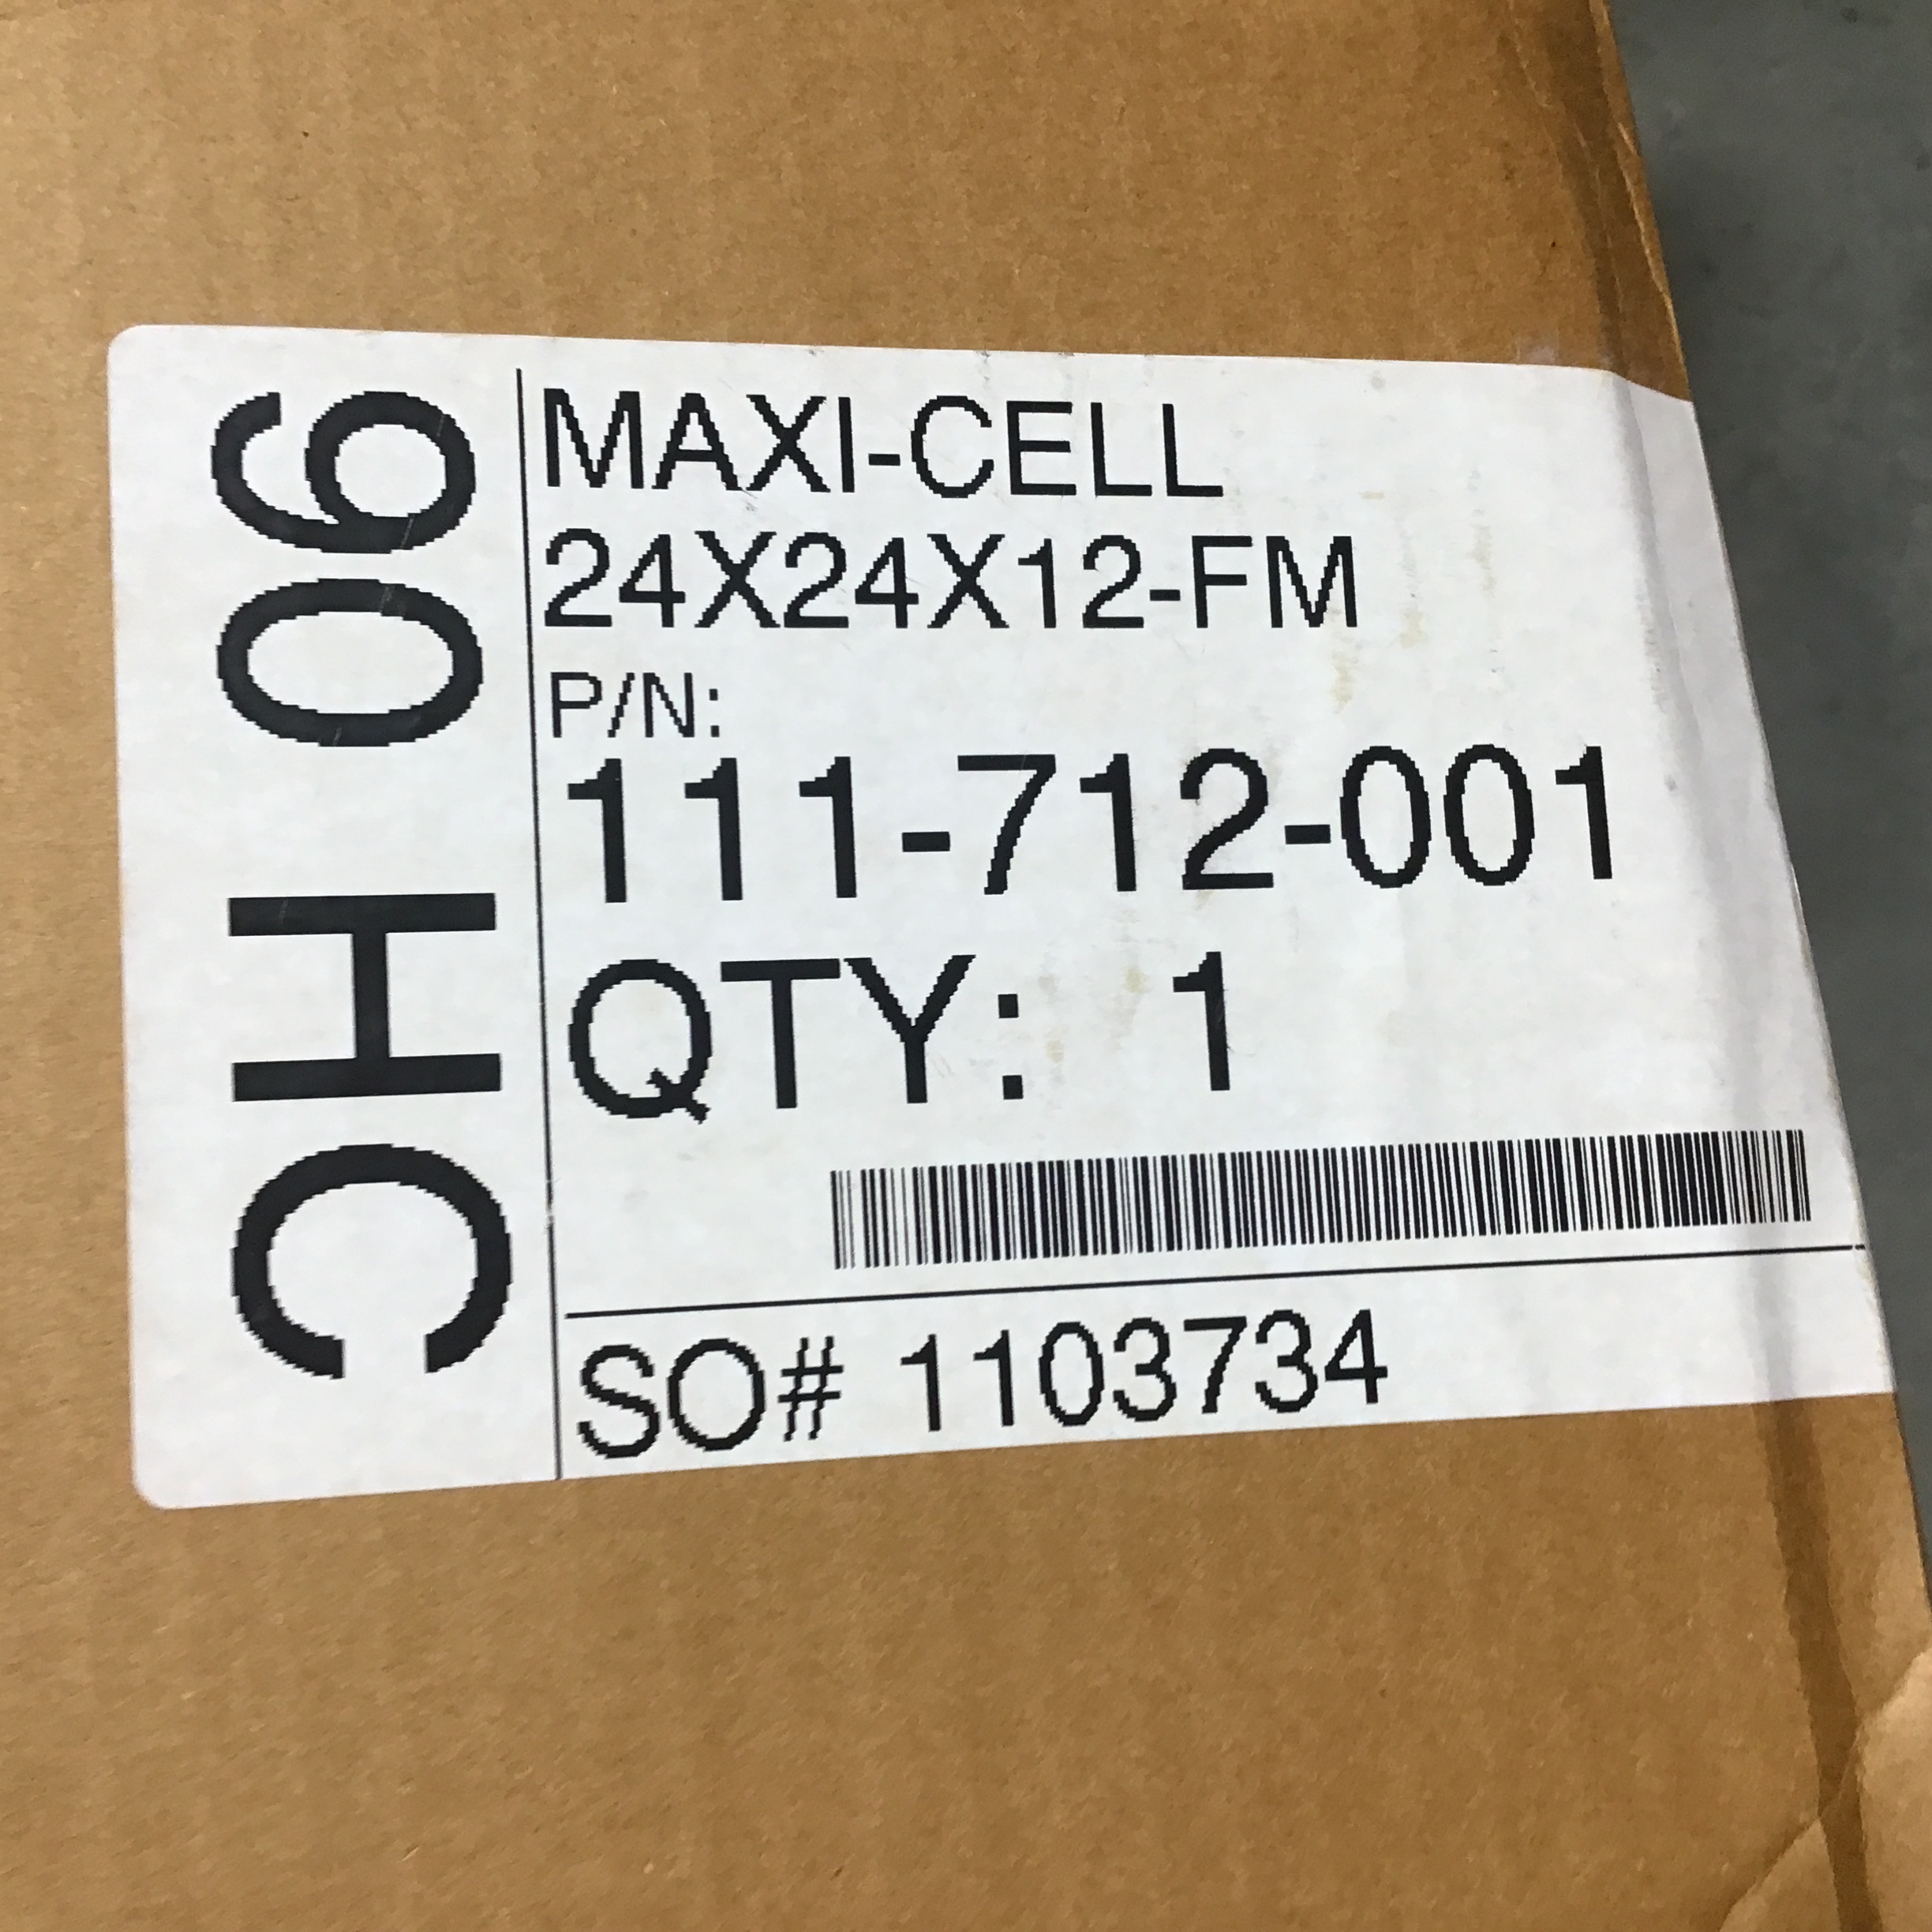 90 HC
MAXI-CELL
24X24X12-FM
P/N:
111-712-001
QTY: 1
SO# 1103734